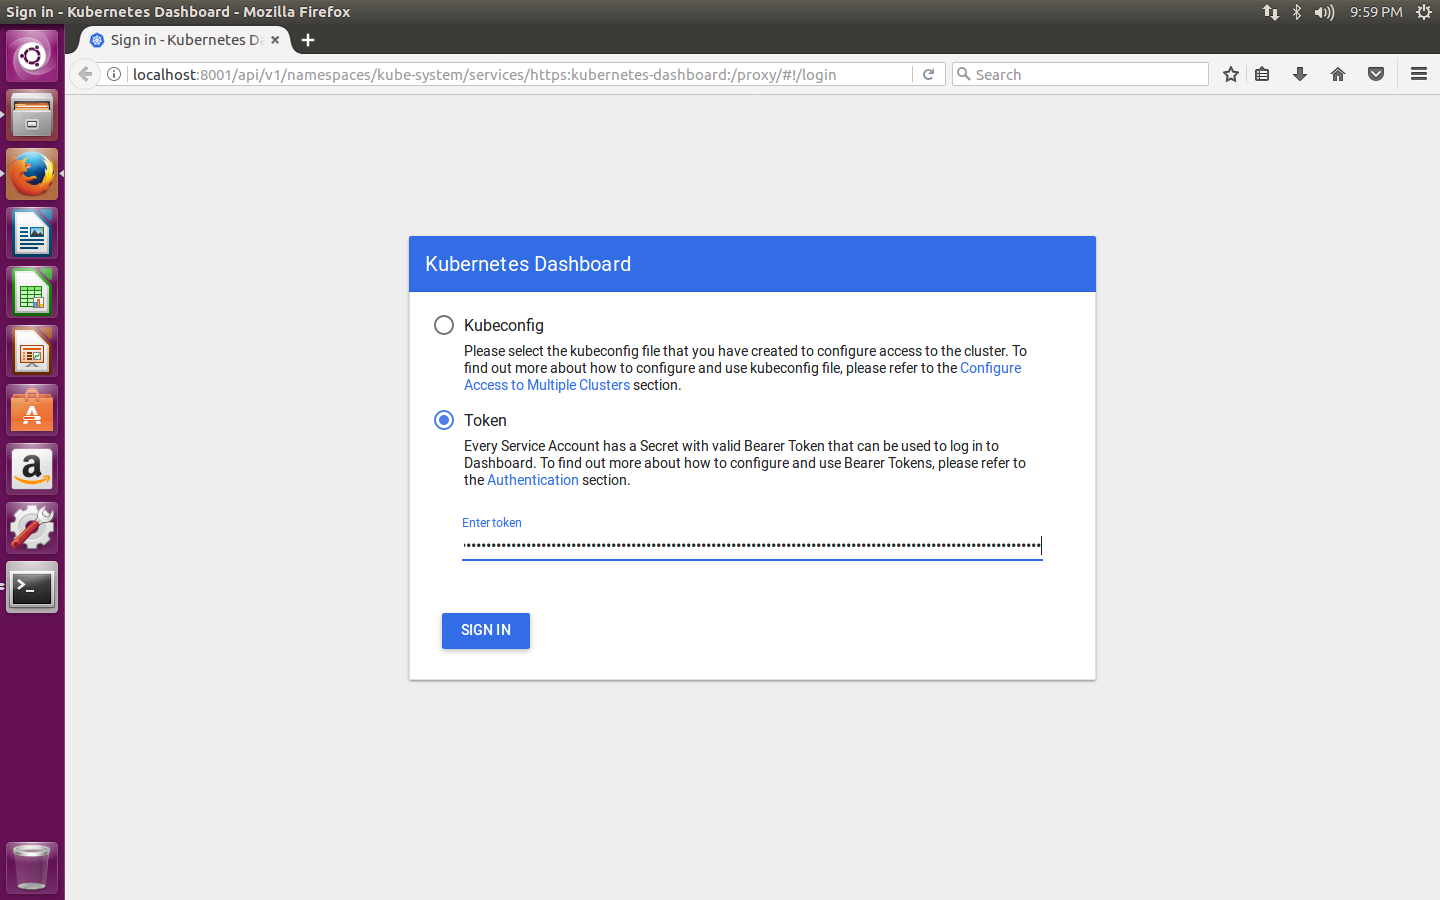 Sign in - Kubernetes Dashboard - Mozilla Firefox
9:59 PM
Sign in - Kubernetes Da
localhost:8001/api/v1/namespaces/kube-system/services/https:kubernetes-dashboard:/proxy/#!/login
Search
Kubernetes Dashboard
Kubeconfig
Please select the kubeconfig file that you have created to configure access to the cluster. To
find out more about how to configure and use kubeconfig file, please refer to the Configure
Access to Multiple Clusters section.
Token
Every Service Account has a Secret with valid Bearer Token that can be used to log in to
Dashboard. To find out more about how to configure and use Bearer Tokens, please refer to
the Authentication section.
Enter token
SIGN IN